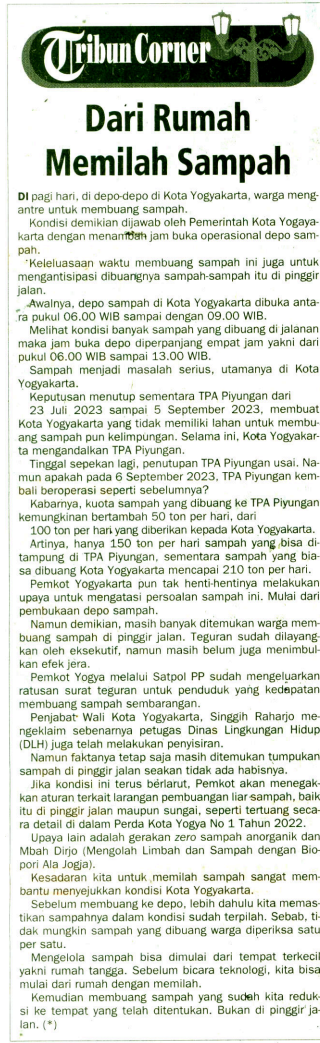 Tribun Corner
Dari Rumah
Memilah Sampah
DI pagi hari, di depo-depo di Kota Yogyakarta, warga meng-
antre untuk membuang sampah.
Kondisi demikian dijawab oleh Pemerintah Kota Yogaya-
karta dengan menambah jam buka operasional depo sam-
pah.
Keleluasaan waktu membuang sampah ini juga untuk
mengantisipasi dibuangnya sampah-sampah itu di pinggir
jalan.
Awalnya, depo sampah di Kota Yogyakarta dibuka anta-
ra pukul 06.00 WIB sampai dengan 09.00 WIB.
Melihat kondisi banyak sampah yang dibuang di jalanan
maka jam buka depo diperpanjang empat jam yakni dari
pukul 06.00 WIB sampai 13.00 WIB.
Sampah menjadi masalah serius, utamanya di Kota
Yogyakarta.
Keputusan menutup sementara TPA Piyungan dari
23 Juli 2023 sampai 5 September 2023, membuat
Kota Yogyakarta yang tidak memiliki lahan untuk membu-
ang sampah pun kelimpungan. Selama ini, Kota Yogyakar-
ta mengandalkan TPA Piyungan.
Tinggal sepekan lagi, penutupan TPA Piyungan usai. Na-
mun apakah pada 6 September 2023, TPA Piyungan kem-
bali beroperasi seperti sebelumnya?
Kabarnya, kuota sampah yang dibuang ke TPA Piyungan
kemungkinan bertambah 50 ton per hari, dari
100 ton per hari yang diberikan kepada Kota Yogyakarta.
Artinya, hanya 150 ton per hari sampah yang bisa di-
tampung di TPA Piyungan, sementara sampah yang bia-
sa dibuang Kota Yogyakarta mencapai 210 ton per hari.
Pemkot Yogyakarta pun tak henti-hentinya melakukan
upaya untuk mengatasi persoalan sampah ini. Mulai dari
pembukaan depo sampah.
Namun demikian, masih banyak ditemukan warga mem-
buang sampah di pinggir jalan. Teguran sudah dilayang-
kan oleh eksekutif, namun masih belum juga menimbul-
kan efek jera.
Pemkot Yogya melalui Satpol PP sudah mengeluarkan
ratusan surat teguran untuk penduduk yang kedapatan
membuang sampah sembarangan.
Penjabat Wali Kota Yogyakarta, Singgih Raharjo me-
ngeklaim sebenarnya petugas Dinas Lingkungan Hidup
(DLH) juga telah melakukan penyisiran.
Namun faktanya tetap saja masih ditemukan tumpukan
sampah di pinggir jalan seakan tidak ada habisnya.
Jika kondisi ini terus berlarut, Pemkot akan menegak-
kan aturan terkait larangan pembuangan liar sampah, baik
itu di pinggir jalan maupun sungai, seperti tertuang seca-
ra detail di dalam Perda Kota Yogya No 1 Tahun 2022.
Upaya lain adalah gerakan zero sampah anorganik dan
Mbah Dirjo (Mengolah Limbah dan Sampah dengan Bio-
pori Ala Jogja).
Kesadaran kita untuk memilah sampah sangat mem-
bantu menyejukkan kondisi Kota Yogyakarta.
Sebelum membuang ke depo, lebih dahulu kita memas-
tikan sampahnya dalam kondisi sudah terpilah. Sebab, ti-
dak mungkin sampah yang dibuang warga diperiksa satu
per satu.
Mengelola sampah bisa dimulai dari tempat terkecil
yakni rumah tangga. Sebelum bicara teknologi, kita bisa
mulai dari rumah dengan memilah.
Kemudian membuang sampah yang sudah kita reduk-
si ke tempat yang telah ditentukan. Bukan di pinggir ja-
lan. (*)